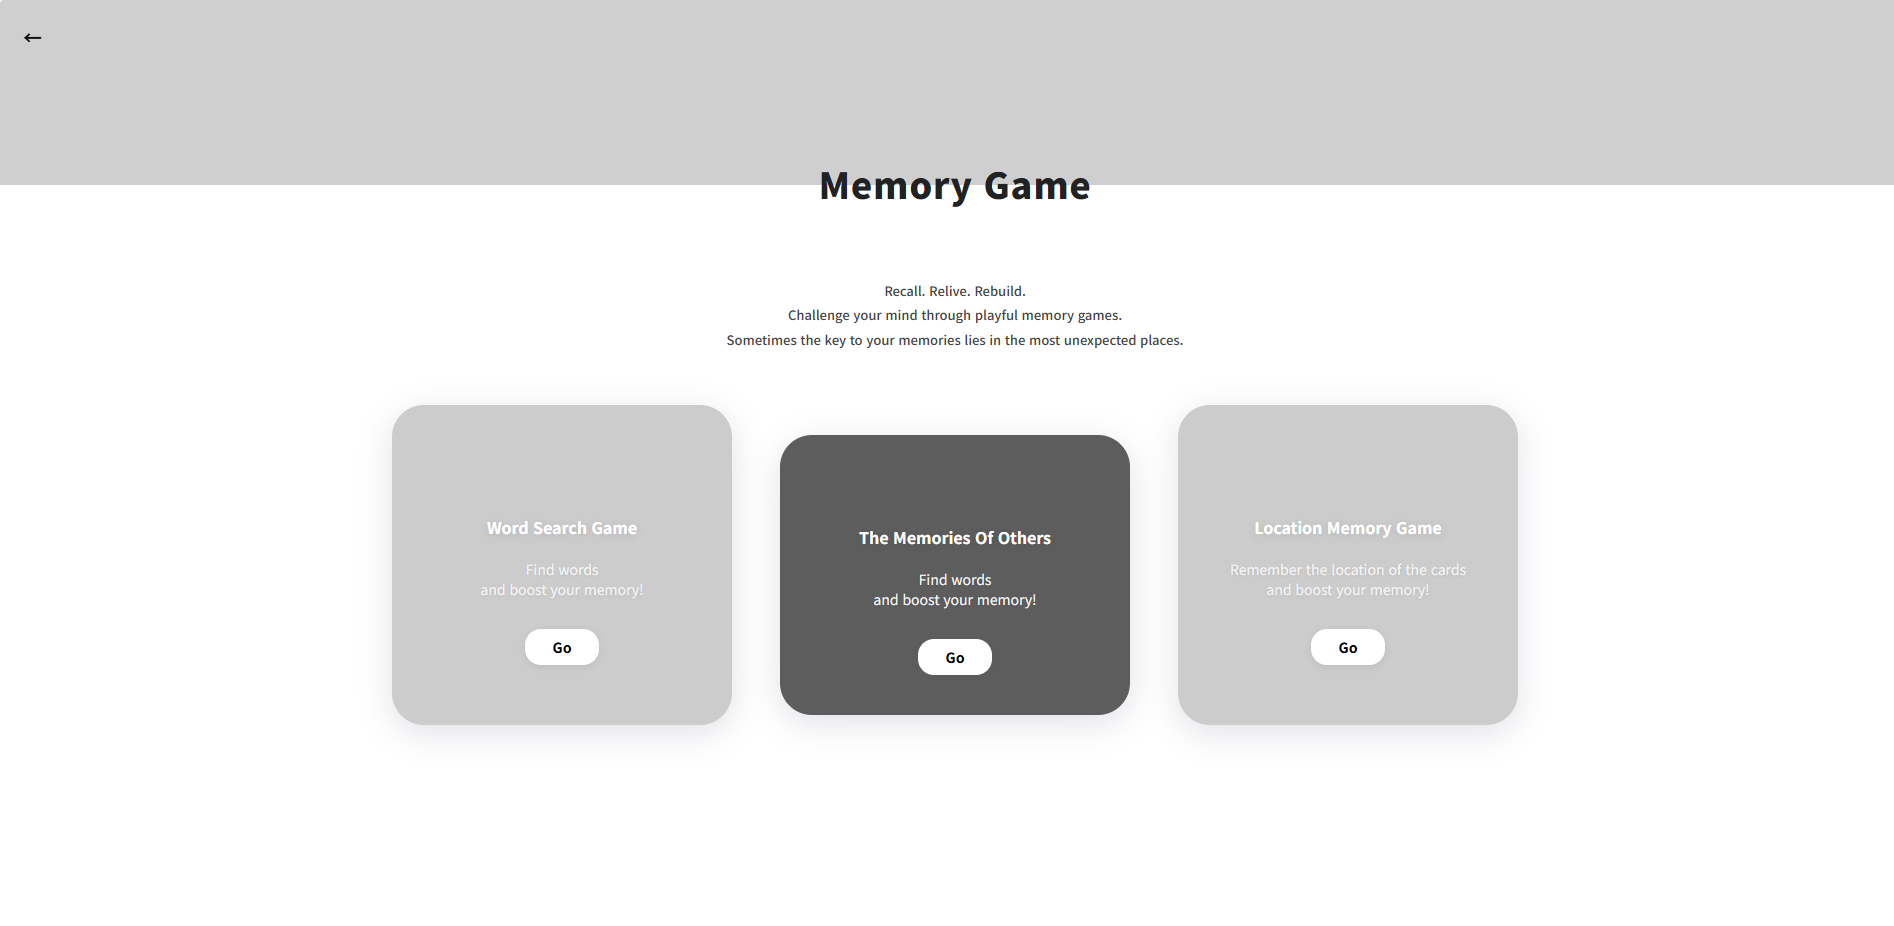 ←
Memory Game
Recall. Relive. Rebuild.
Challenge your mind through playful memory games.
Sometimes the key to your memories lies in the most unexpected places.
Word Search Game
Find words
and boost your memory!
Go
The Memories Of Others
Find words
and boost your memory!
Go
Location Memory Game
Remember the location of the cards
and boost your memory!
Go